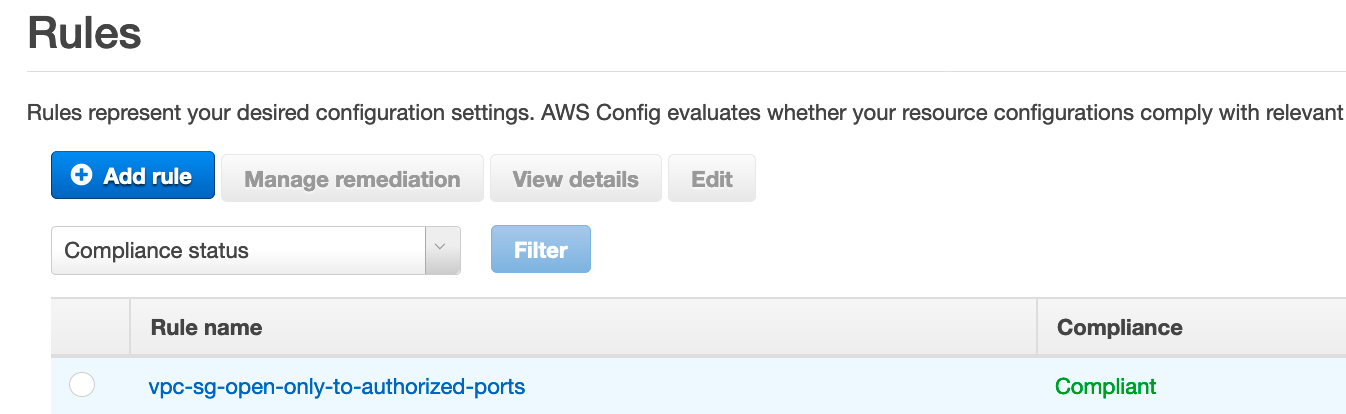 Rules
Rules represent your desired configuration settings. AWS Config evaluates whether your resource configurations comply with relevant
Add rule Manage remediation View details Edit
Compliance status Filter
Rule name Compliance
vpc-sg-open-only-to-authorized-ports Compliant